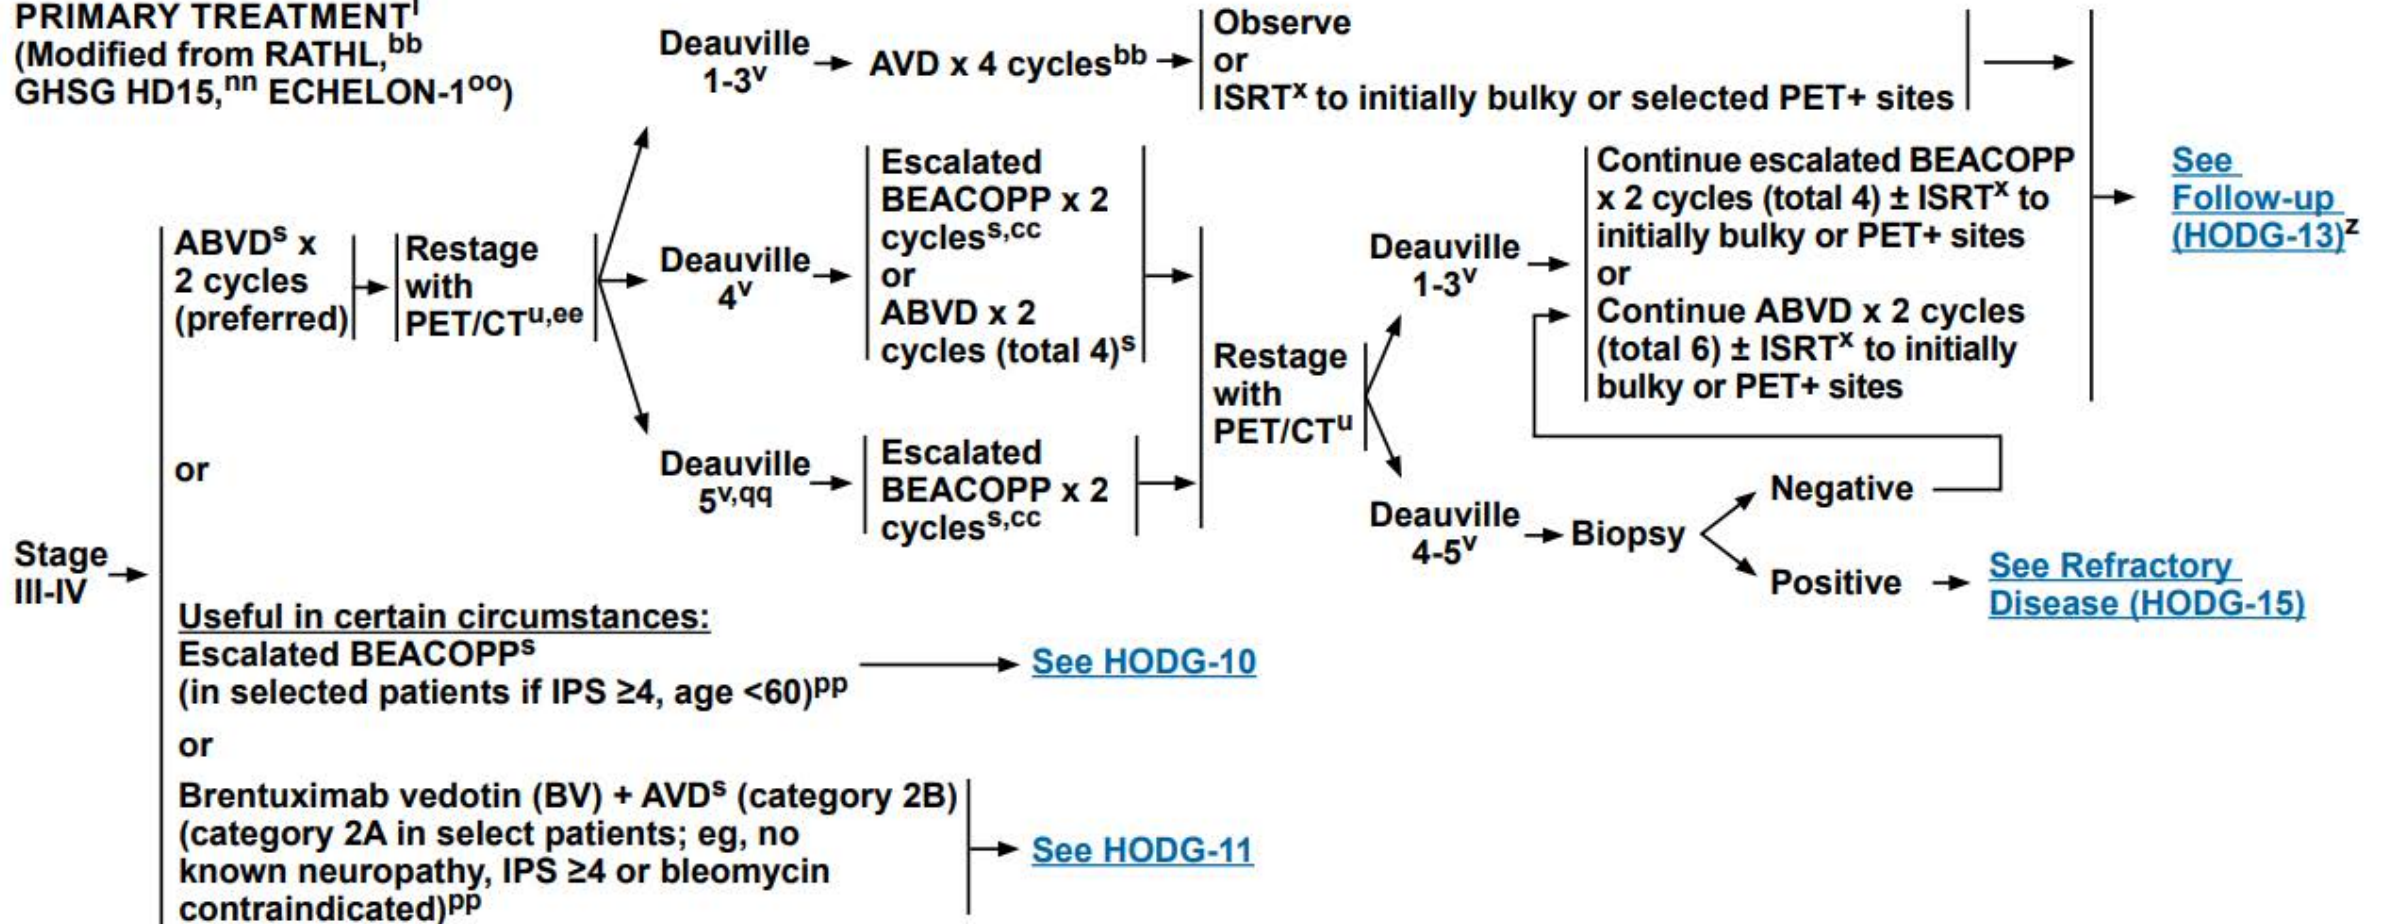 PRIMARY TREATMENTl
(Modified from RATHL,bb
GHSG HD15,nn ECHELON-1oo)
Stage
III-IV
ABVDs x
2 cycles
(preferred)
Restage
with
PET/CTu,ee
Deauville
1-3v
AVD x 4 cyclesbb
Observe
or
ISRTx to initially bulky or selected PET+ sites
Deauville
4v
Escalated
BEACOPP x 2
cycless,cc
or
ABVD x 2
cycles (total 4)s
Deauville
5v,qq
Escalated
BEACOPP x 2
cycless,cc
Restage
with
PET/CTu
Deauville
1-3v
Continue escalated BEACOPP
x 2 cycles (total 4) ± ISRTx to
initially bulky or PET+ sites
or
Continue ABVD x 2 cycles
(total 6) ± ISRTx to initially
bulky or PET+ sites
See
Follow-up
(HODG-13)z
Deauville
4-5v
Biopsy
Negative
Positive
See Refractory
Disease (HODG-15)
or
Useful in certain circumstances:
Escalated BEACOPPs
(in selected patients if IPS ≥4, age <60)pp
See HODG-10
or
Brentuximab vedotin (BV) + AVDs (category 2B)
(category 2A in select patients; eg, no
known neuropathy, IPS ≥4 or bleomycin
contraindicated)pp
See HODG-11